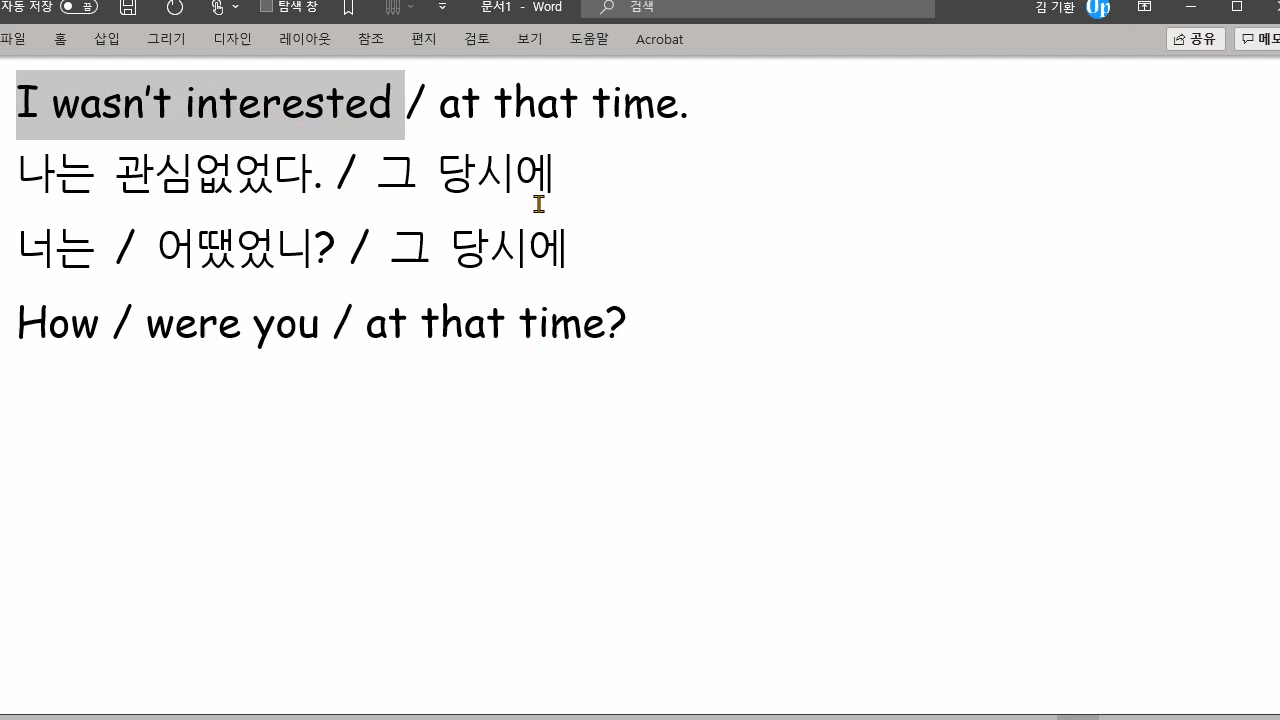 자동 저장 끔 탐색 창 문서1 - Word 검색 김 기환 Op
파일 홈 삽입 그리기 디자인 레이아웃 참조 편지 검토 보기 도움말 Acrobat 공유 메모
I wasn't interested / at that time.
나는 관심없었다. / 그 당시에
너는 / 어땠었니? / 그 당시에
How / were you / at that time?